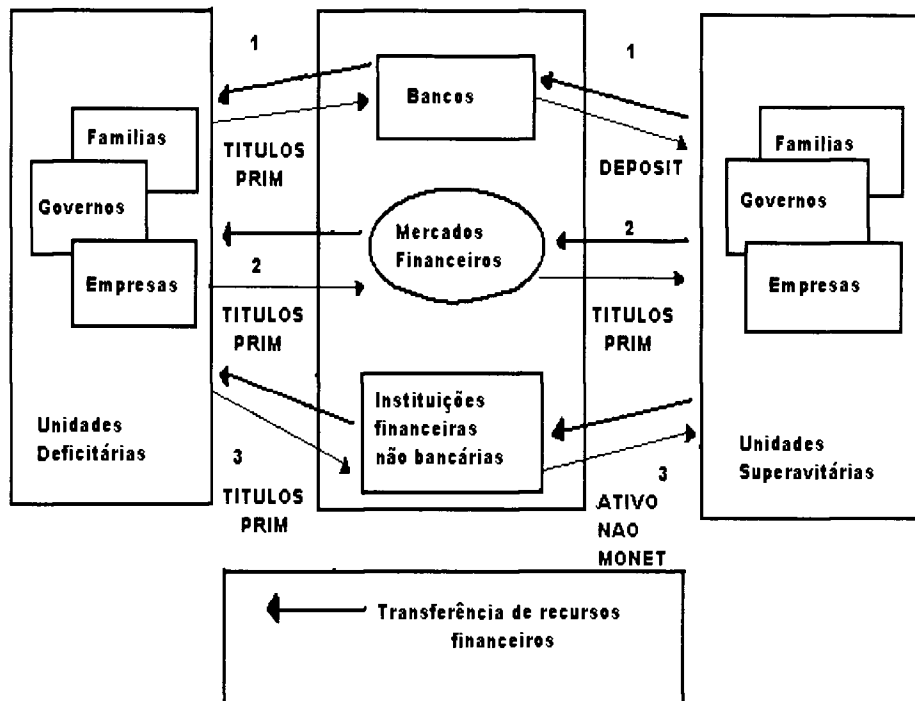 1
1
Bancos
Familias
TITULOS
PRIM
DEPOSIT
Familias
Governos
Governos
Mercados
Financeiros
2
2
Empresas
Empresas
TITULOS
PRIM
TITULOS
PRIM
Instituições
financeiras
não bancárias
Unidades
Deficitárias
Unidades
Superavitárias
3
TITULOS
PRIM
3
ATIVO
NAO
MONET
Transferência de recursos
financeiros